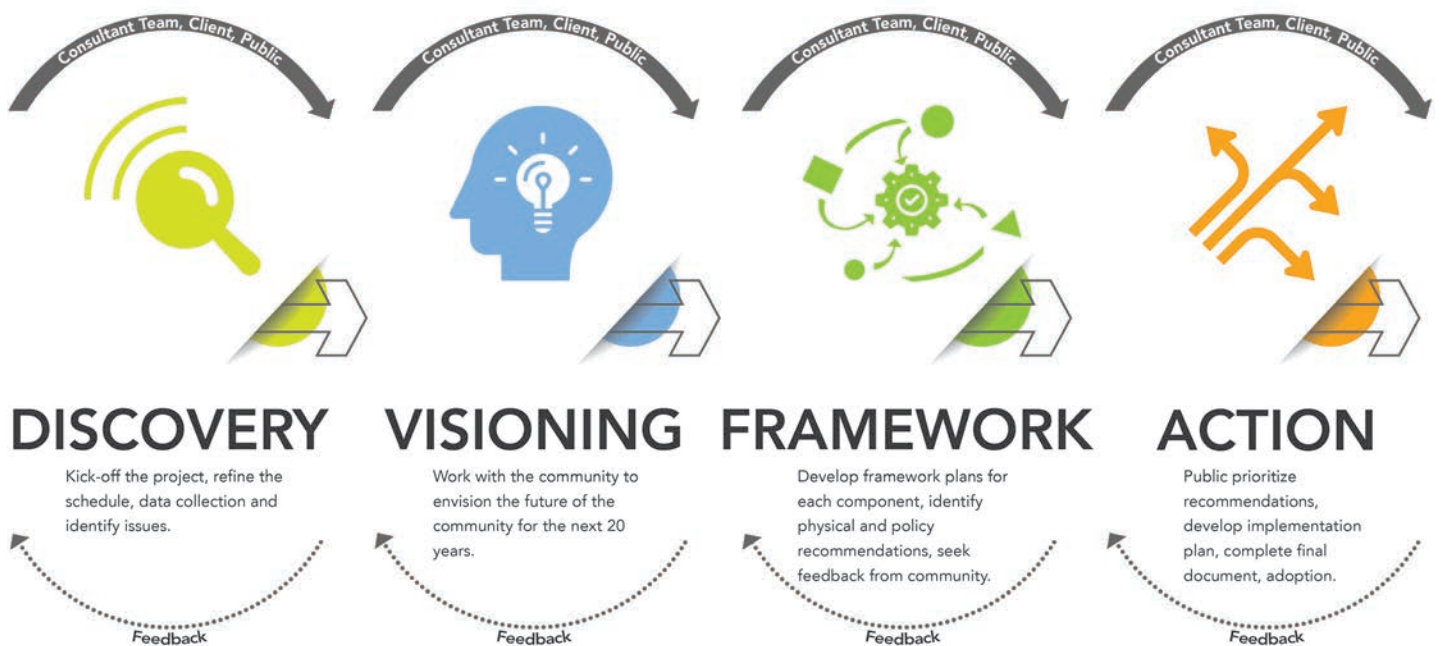 Consultant Team, Client, Public
Consultant Team, Client, Public
Consultant Team, Client, Public
Consultant Team, Client, Public
DISCOVERY
Kick-off the project, refine the
schedule, data collection and
identify issues.
Feedback
VISIONING
Work with the community to
envision the future of the
community for the next 20
years.
Feedback
FRAMEWORK
Develop framework plans for
each component, identify
physical and policy
recommendations, seek
feedback from community.
Feedback
ACTION
Public prioritize
recommendations,
develop implementation
plan, complete final
document, adoption.
Feedback